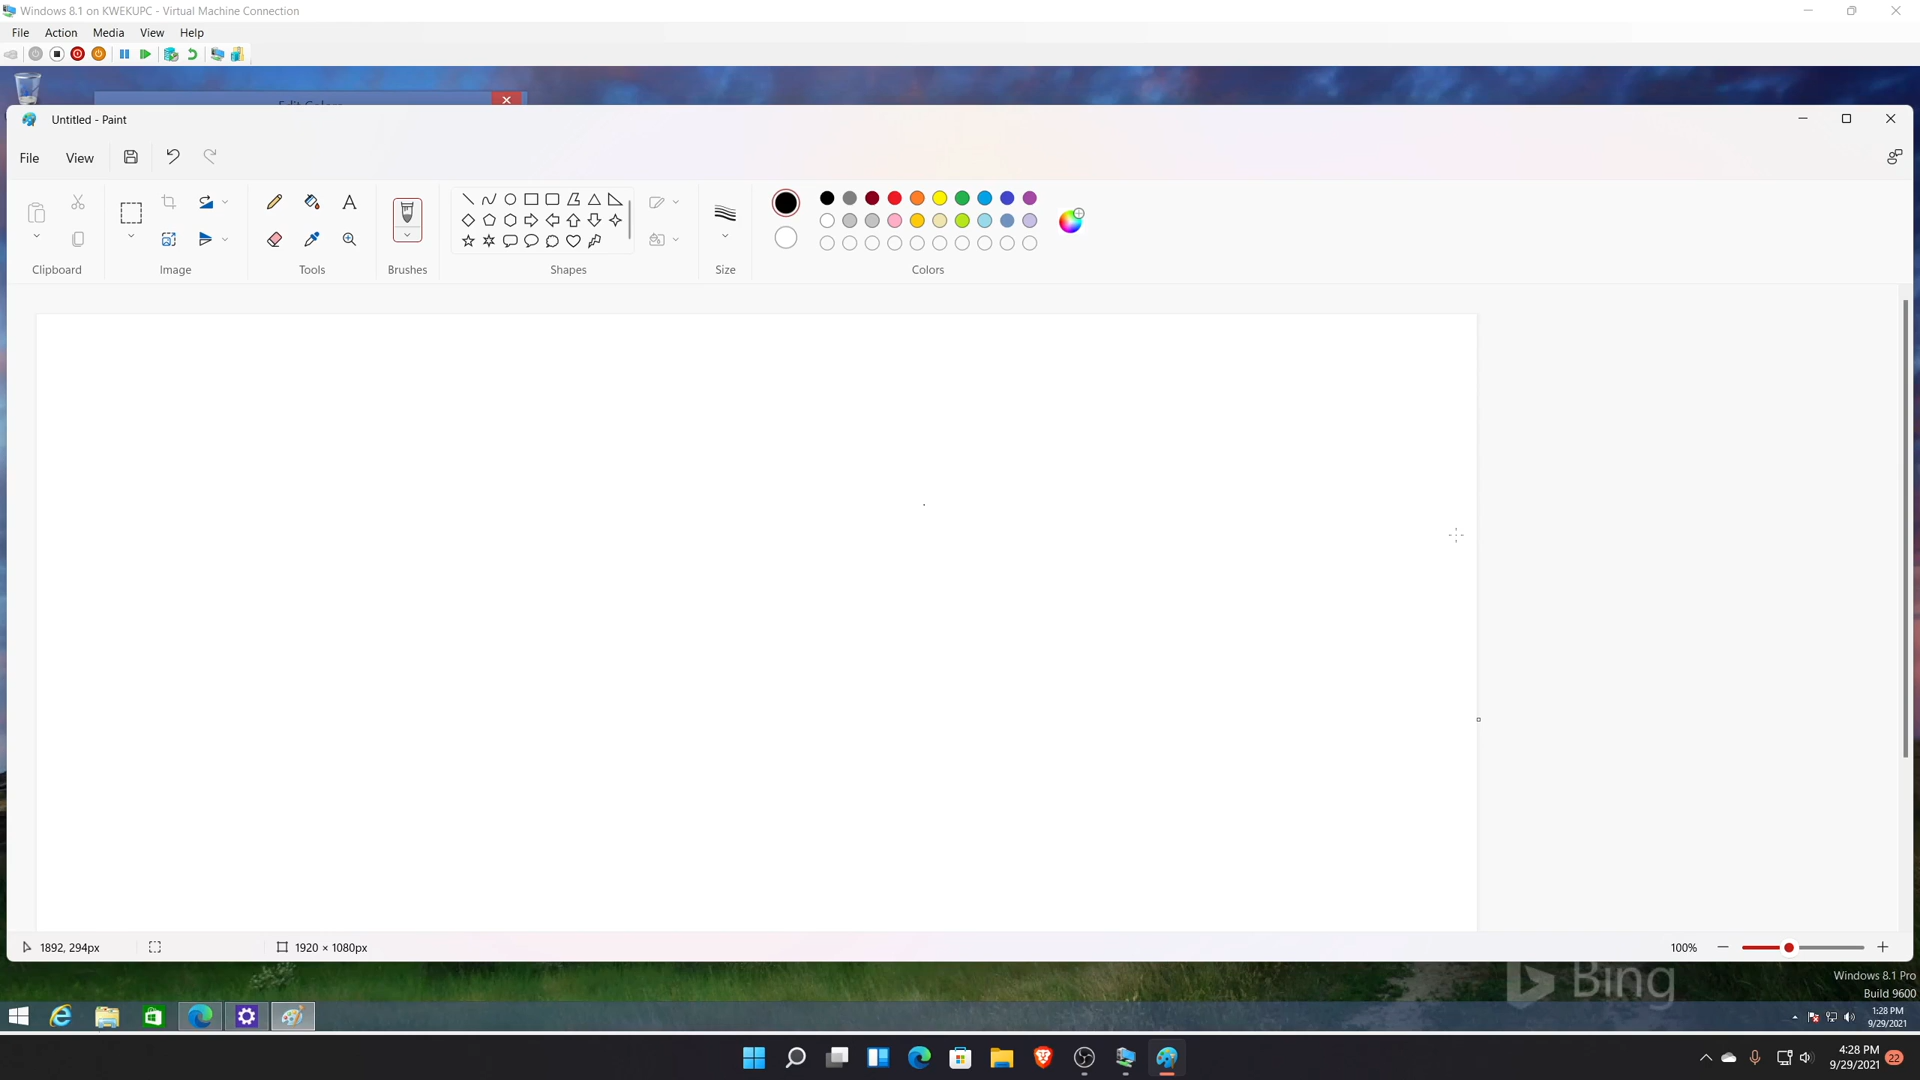 Windows 8.1 on KWEKUPC - Virtual Machine Connection
File Action Media View Help
Edit Colors
Untitled - Paint
File View
Clipboard Image Tools Brushes Shapes Size Colors
1892, 294px 1920 × 1080px 100%
Bing
Windows 8.1 Pro
Build 9600
1:28 PM
9/29/2021
4:28 PM
9/29/2021
22